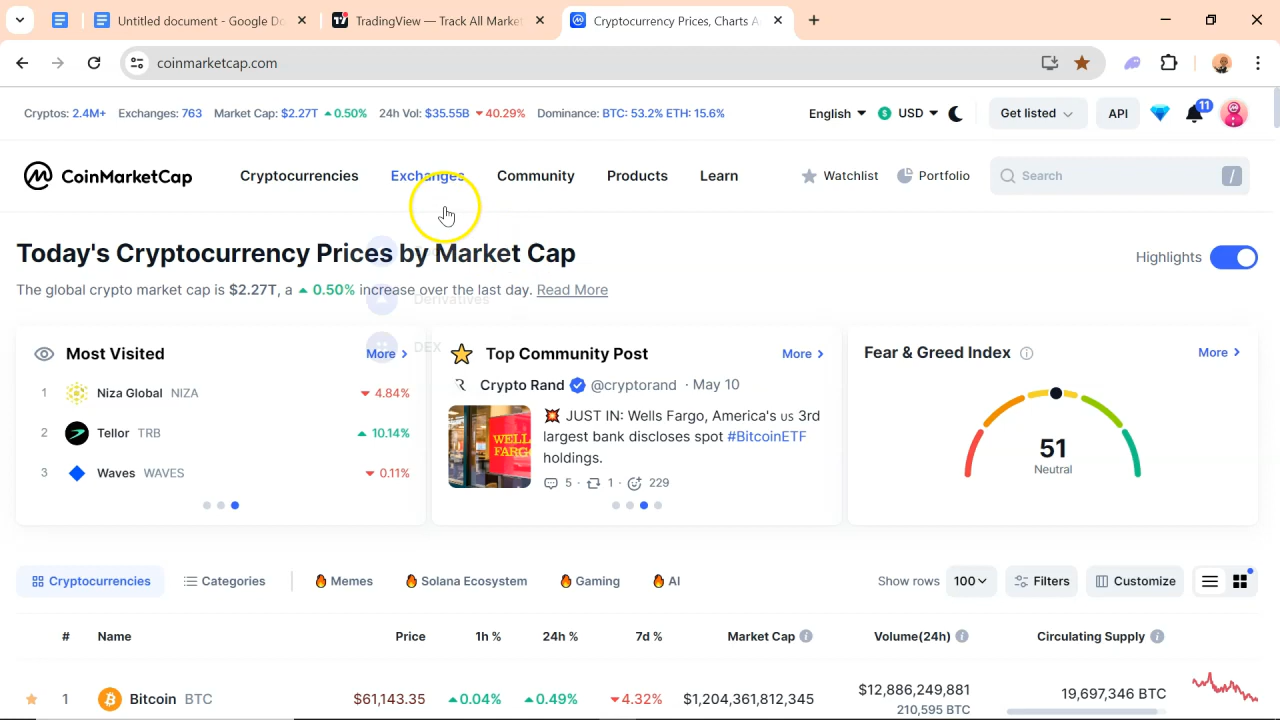 Untitled document - Google Do
TradingView — Track All Market
Cryptocurrency Prices, Charts A
coinmarketcap.com
Cryptos: 2.4M+ Exchanges: 763 Market Cap: $2.27T 0.50% 24h Vol: $35.55B 40.29% Dominance: BTC: 53.2% ETH: 15.6%
English USD Get listed API 11
CoinMarketCap
Cryptocurrencies Exchanges Community Products Learn
Watchlist Portfolio Search /
Today's Cryptocurrency Prices by Market Cap
Highlights
The global crypto market cap is $2.27T, a 0.50% increase over the last day. Read More
Derivatives
DEX
Most Visited More
1 Niza Global NIZA 4.84%
2 Tellor TRB 10.14%
3 Waves WAVES 0.11%
Top Community Post More
Crypto Rand @cryptorand · May 10
JUST IN: Wells Fargo, America's us 3rd
largest bank discloses spot #BitcoinETF
holdings.
WELL
FARG
5 · 1 · 229
Fear & Greed Index More
51
Neutral
Cryptocurrencies Categories Memes Solana Ecosystem Gaming AI
Show rows 100 Filters Customize
# Name Price 1h % 24h % 7d % Market Cap Volume(24h) Circulating Supply
1 Bitcoin BTC $61,143.35 0.04% 0.49% 4.32% $1,204,361,812,345 $12,886,249,881 19,697,346 BTC
210,595 BTC